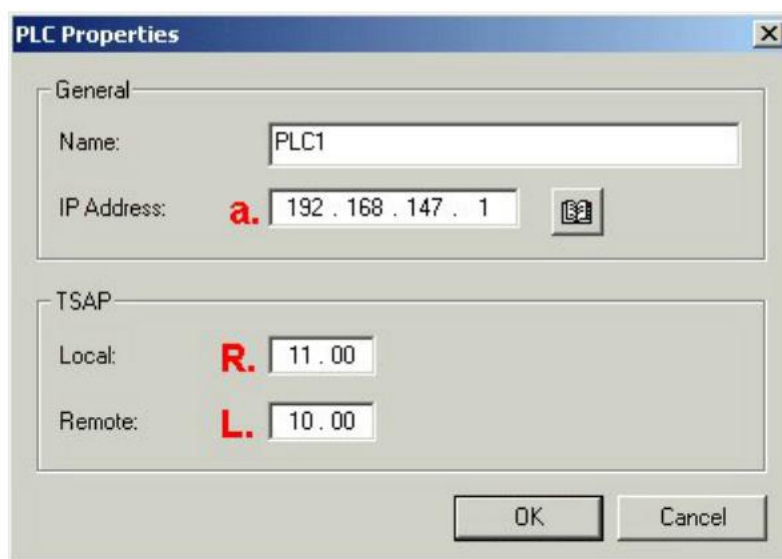 PLC Properties
General
Name: PLC1
IP Address: a. 192 . 168 . 147 . 1
TSAP
Local: R. 11 . 00
Remote: L. 10 . 00
OK Cancel